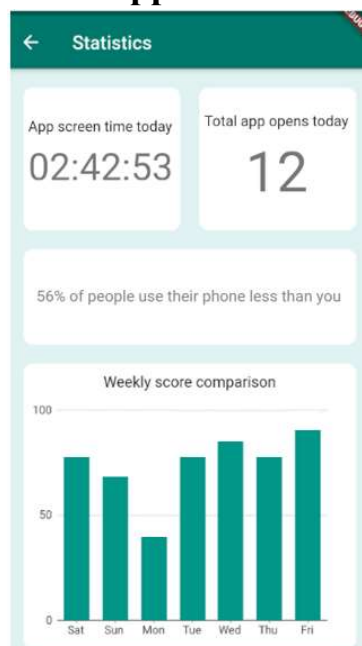 Statistics
App screen time today
02:42:53
Total app opens today
12
56% of people use their phone less than you
Weekly score comparison
100
50
0
Sat Sun Mon Tue Wed Thu Fri